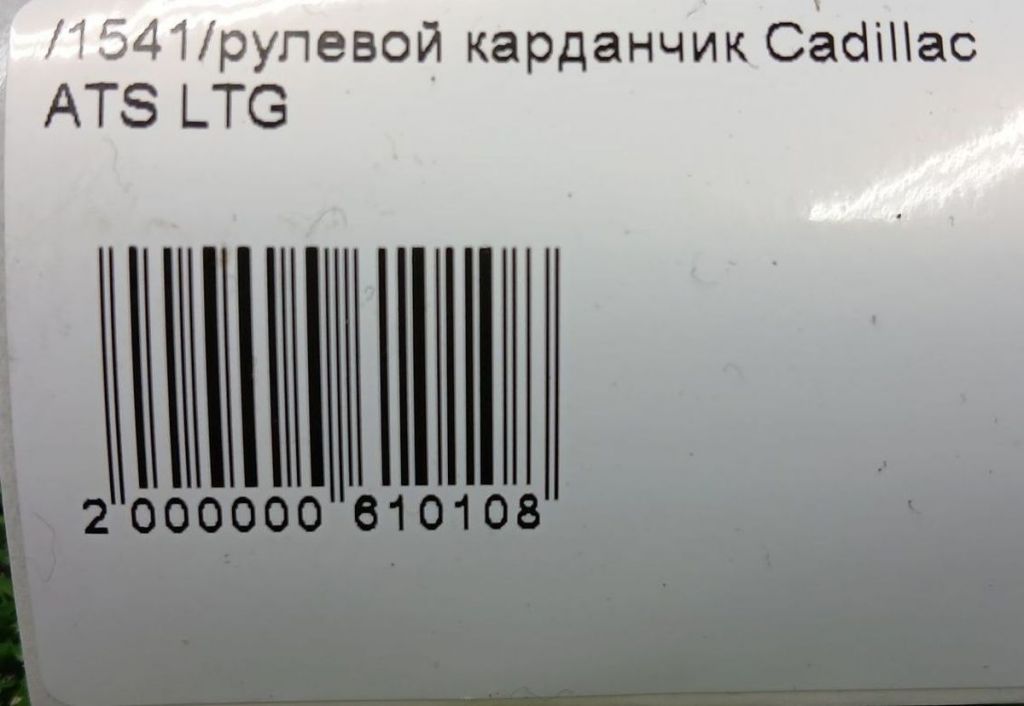 /1541/рулевой карданчик Cadillac
ATS LTG
2 000000 610108